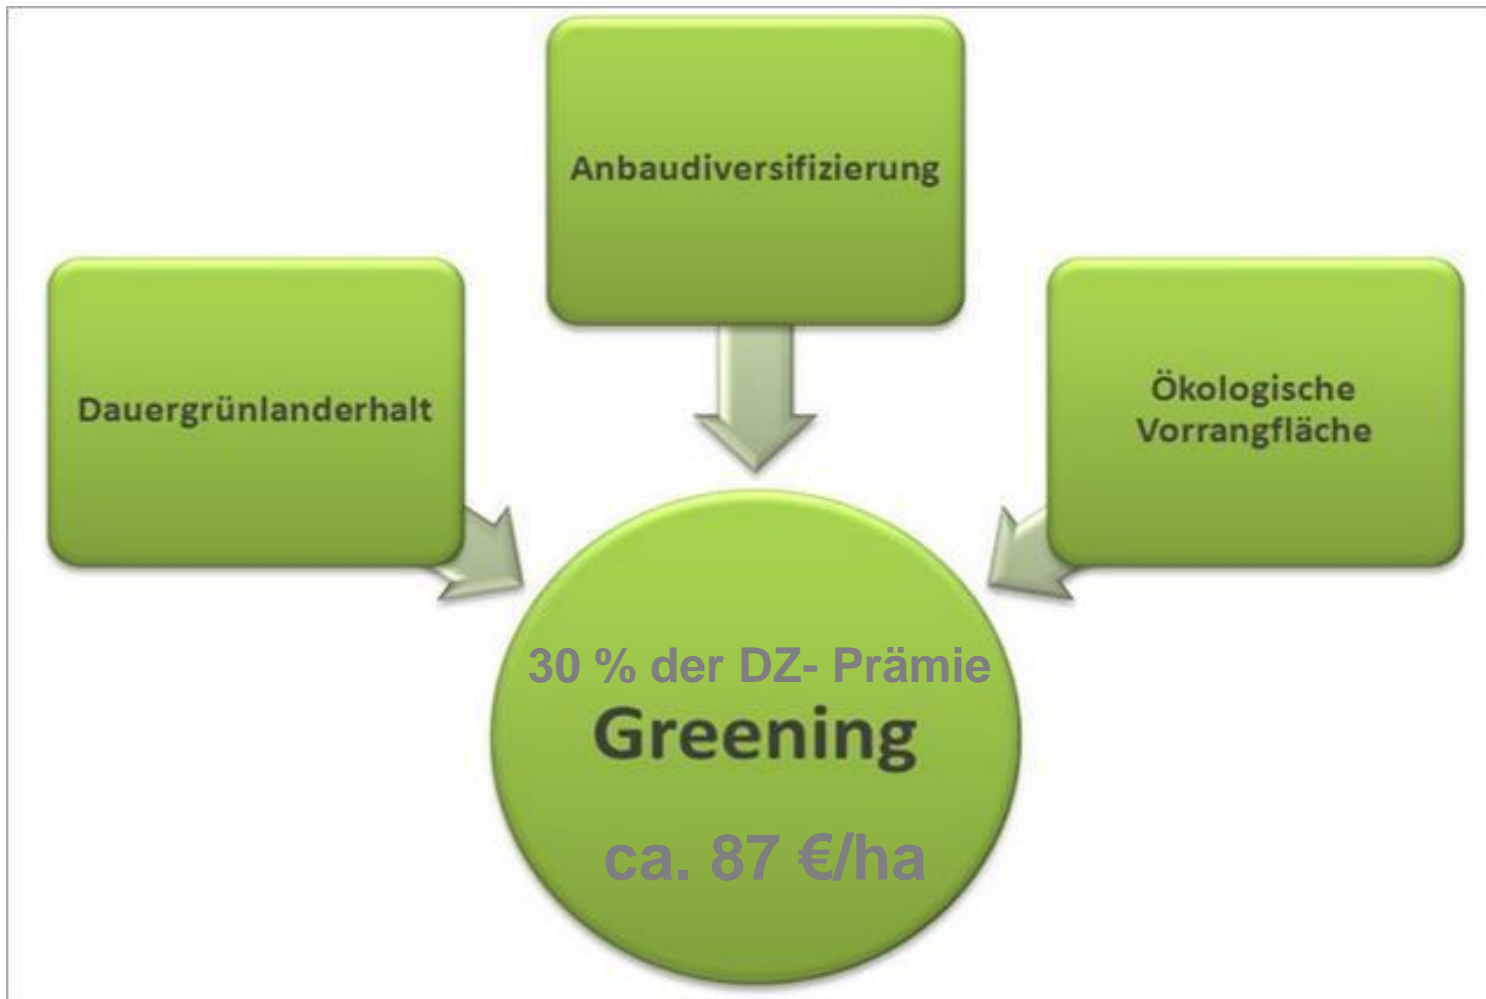 Anbaudiversifizierung
Dauergrünlanderhalt
Ökologische
Vorrangfläche
30 % der DZ- Prämie
Greening
ca. 87 €/ha